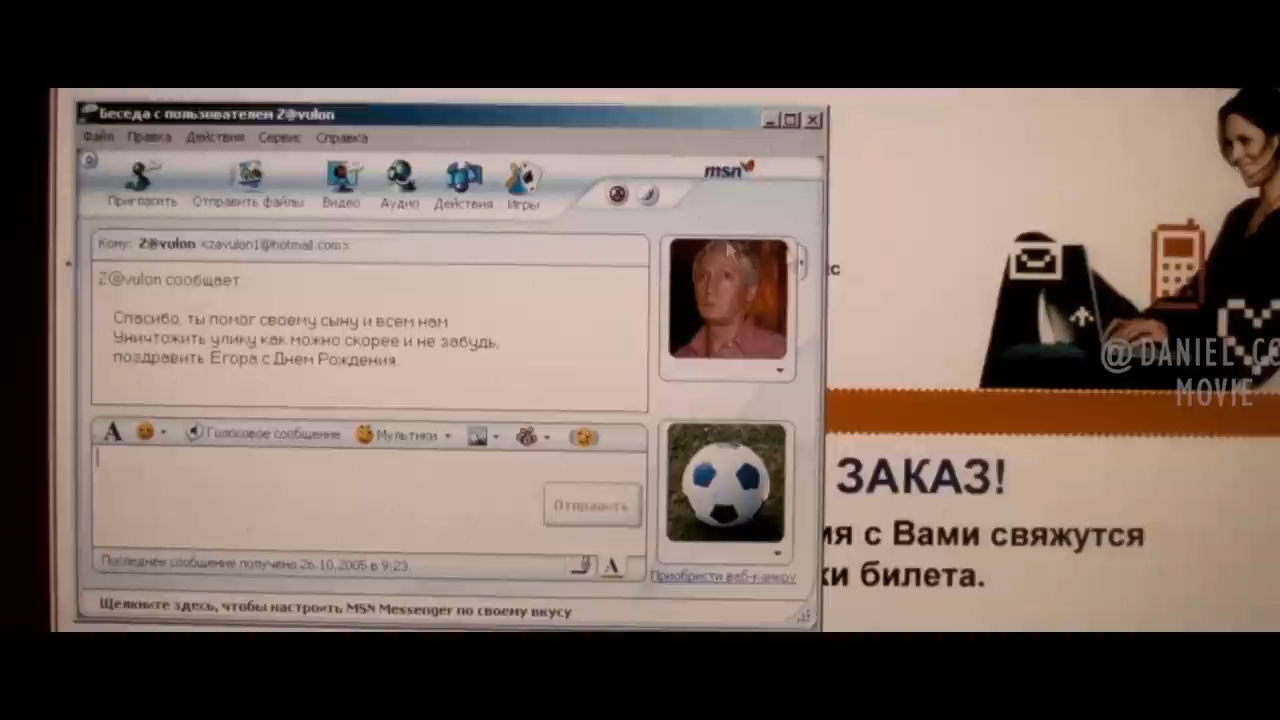 Беседа с пользователем Z@vulon
Файл Правка Действия Сервис Справка
msn
Пригласить Отправить файлы Видео Аудио Действия Игры
Кому: Z@vulon <zavulon1@hotmail.com>
Z@vulon сообщает
Спасибо, ты помог своему сыну и всем нам
Уничтожить улику как можно скорее и не забудь,
поздравить Егора с Днем Рождения.
A Голосовое сообщение Мультики
Отправить
Последнее сообщение получено 26.10.2005 в 9:23.
A
Приобрести веб-камеру
Щелкните здесь, чтобы настроить MSN Messenger по своему вкусу
ЗАКАЗ!
мя с Вами свяжутся
ки билета.
@DANIEL_CO
MOVIE